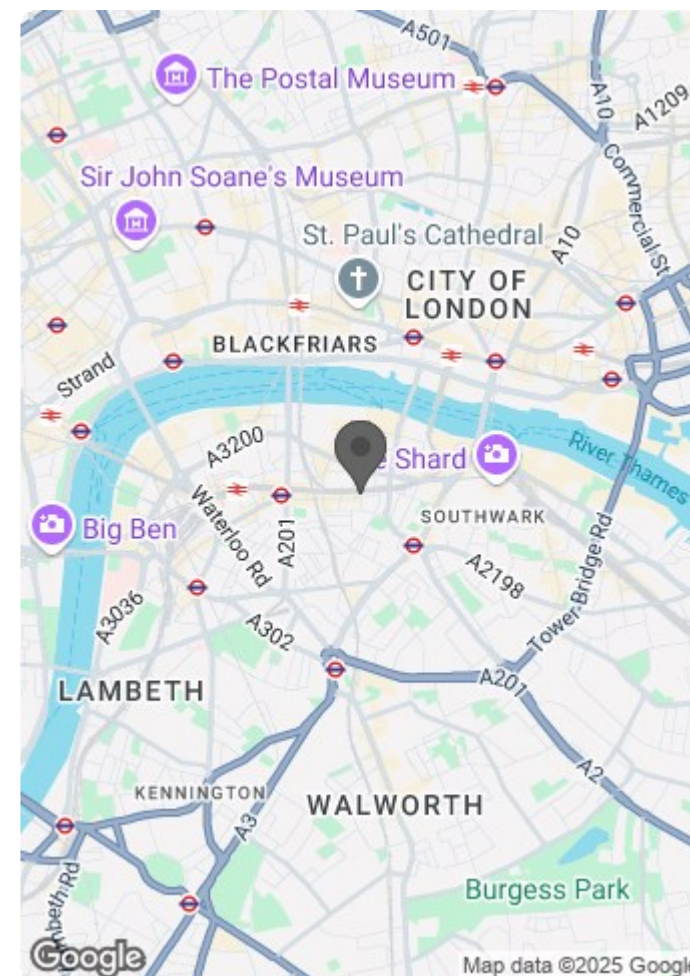 A501
The Postal Museum
A10
A1209
Sir John Soane's Museum
Commercial St
St. Paul's Cathedral
A10
CITY OF
LONDON
BLACKFRIARS
Strand
A3200
e Shard
River Thames
Big Ben
Waterloo Rd
A201
SOUTHWARK
A2198
A3036
A302
Tower Bridge Rd
LAMBETH
A201
A2
KENNINGTON
WALWORTH
A3
mbeth Rd
Burgess Park
Google
Map data ©2025 Google